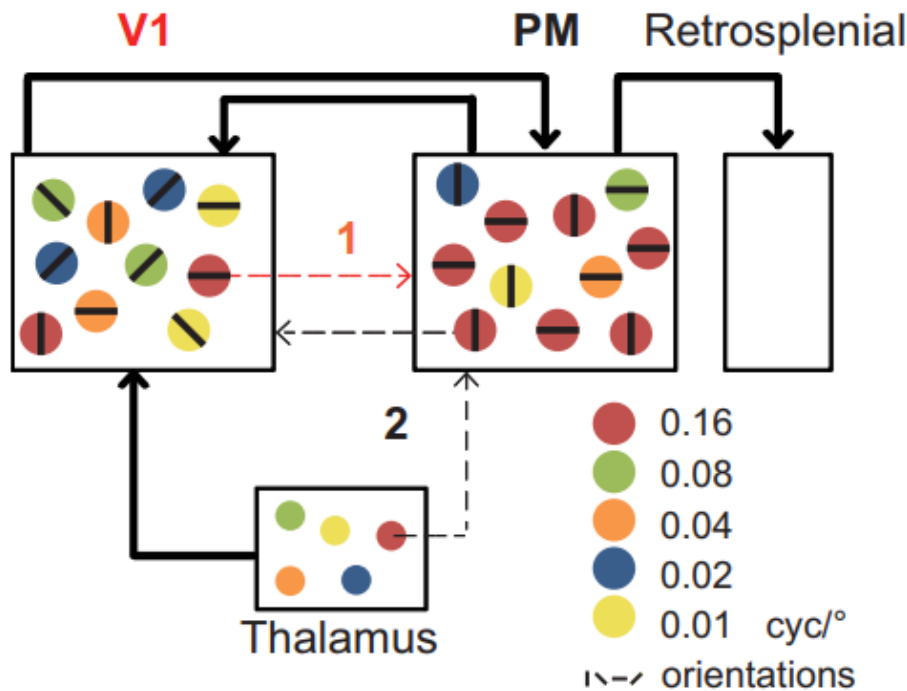 V1 PM Retrosplenial
1
2
0.16
0.08
0.04
0.02
0.01 cyc/°
Thalamus
orientations